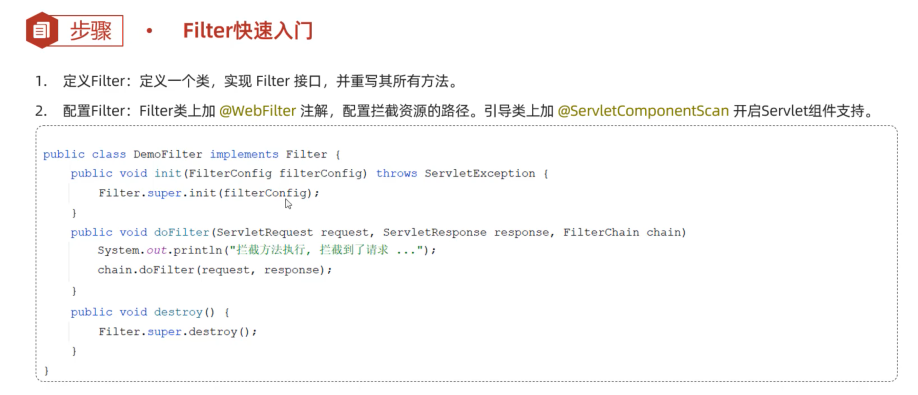 步骤 • Filter快速入门
1. 定义Filter：定义一个类，实现 Filter 接口，并重写其所有方法。
2. 配置Filter：Filter类上加 @WebFilter 注解，配置拦截资源的路径。引导类上加 @ServletComponentScan 开启Servlet组件支持。
public class DemoFilter implements Filter {
    public void init(FilterConfig filterConfig) throws ServletException {
        Filter.super.init(filterConfig);
    }
    public void doFilter(ServletRequest request, ServletResponse response, FilterChain chain)
        System.out.println("拦截方法执行, 拦截到了请求 ...");
        chain.doFilter(request, response);
    }
    public void destroy() {
        Filter.super.destroy();
    }
}